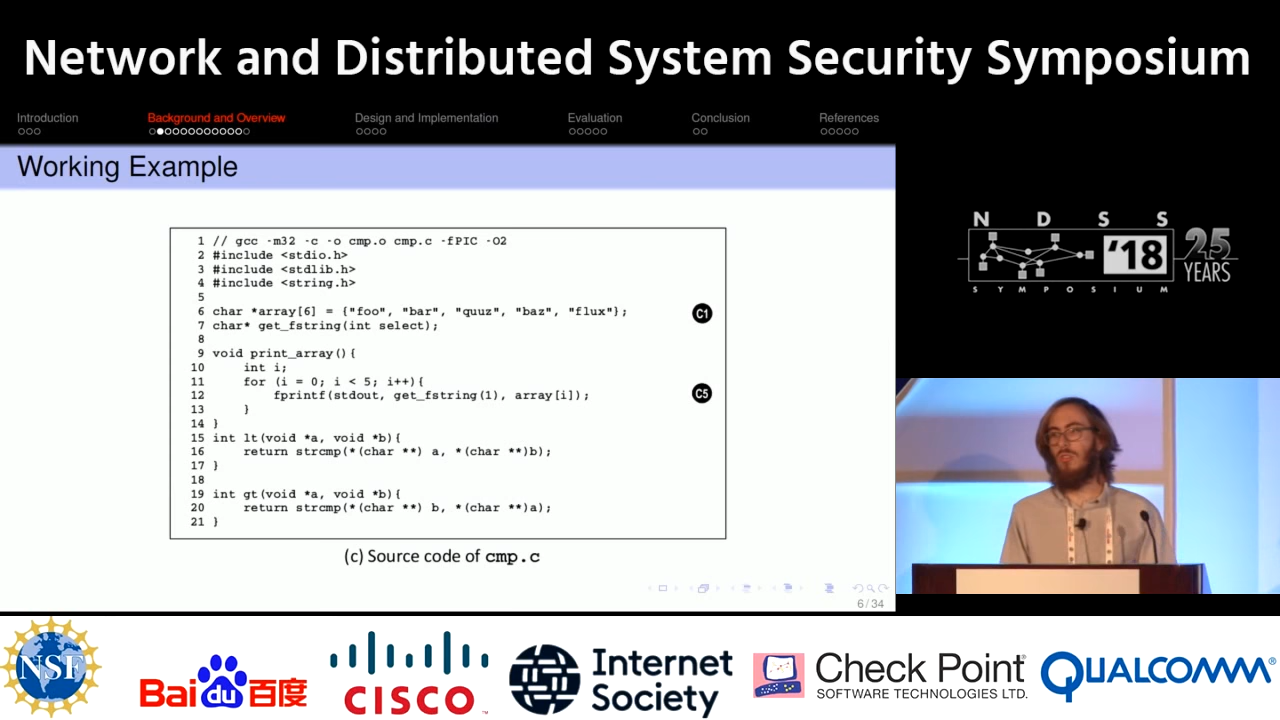 Network and Distributed System Security Symposium
Introduction Background and Overview Design and Implementation Evaluation Conclusion References
Working Example
1 // gcc -m32 -c -o cmp.o cmp.c -fPIC -O2
2 #include <stdio.h>
3 #include <stdlib.h>
4 #include <string.h>
5
6 char *array[6] = {"foo", "bar", "quuz", "baz", "flux"};
C1
7 char* get_fstring(int select);
8
9 void print_array(){
10 int i;
11 for (i = 0; i < 5; i++){
12 fprintf(stdout, get_fstring(1), array[i]);
C5
13 }
14 }
15 int lt(void *a, void *b){
16 return strcmp(*(char **) a, *(char **)b);
17 }
18
19 int gt(void *a, void *b){
20 return strcmp(*(char **) b, *(char **)a);
21 }
(c) Source code of cmp.c
6 / 34
N D S S
'18
25
YEARS
S Y M P O S I U M
NSF
Bai du 百度
CISCO
Internet
Society
Check Point
SOFTWARE TECHNOLOGIES LTD.
QUALCOMM®